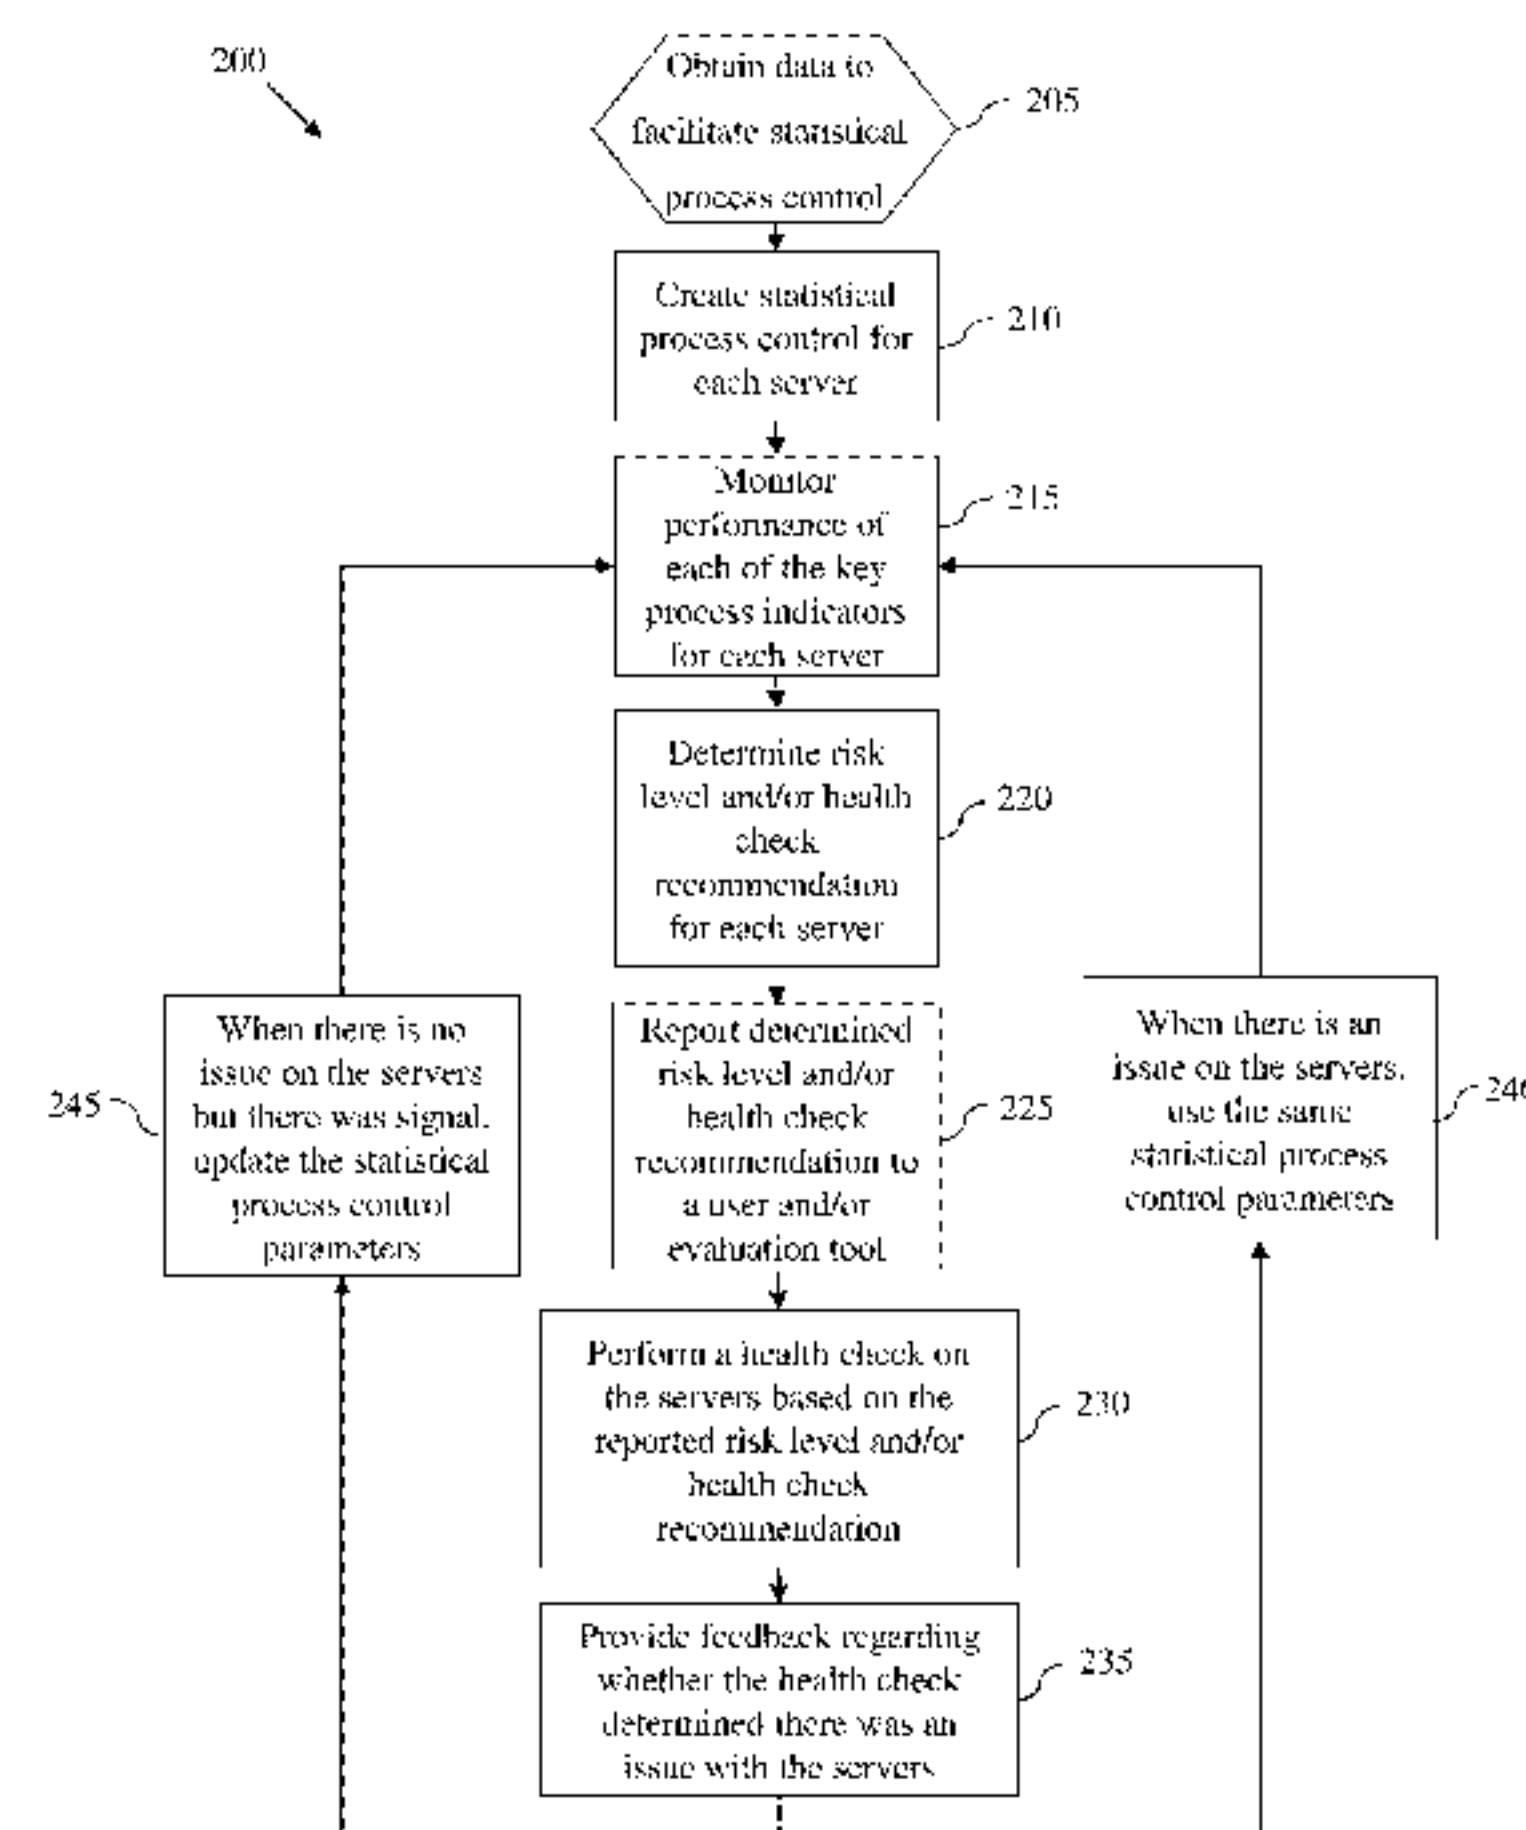 200
Obtain data to
facilitate statistical
process control
205
Create statistical
process control for
each server
210
Monitor
performance of
each of the key
process indicators
for each server
215
Determine risk
level and/or health
check
recommendation
for each server
220
When there is no
issue on the servers
but there was signal,
update the statistical
process control
parameters
245
Report determined
risk level and/or
health check
recommendation to
a user and/or
evaluation tool
225
When there is an
issue on the servers,
use the same
statistical process
control parameters
Perform a health check on
the servers based on the
reported risk level and/or
health check
recommendation
230
Provide feedback regarding
whether the health check
determined there was an
issue with the servers
235